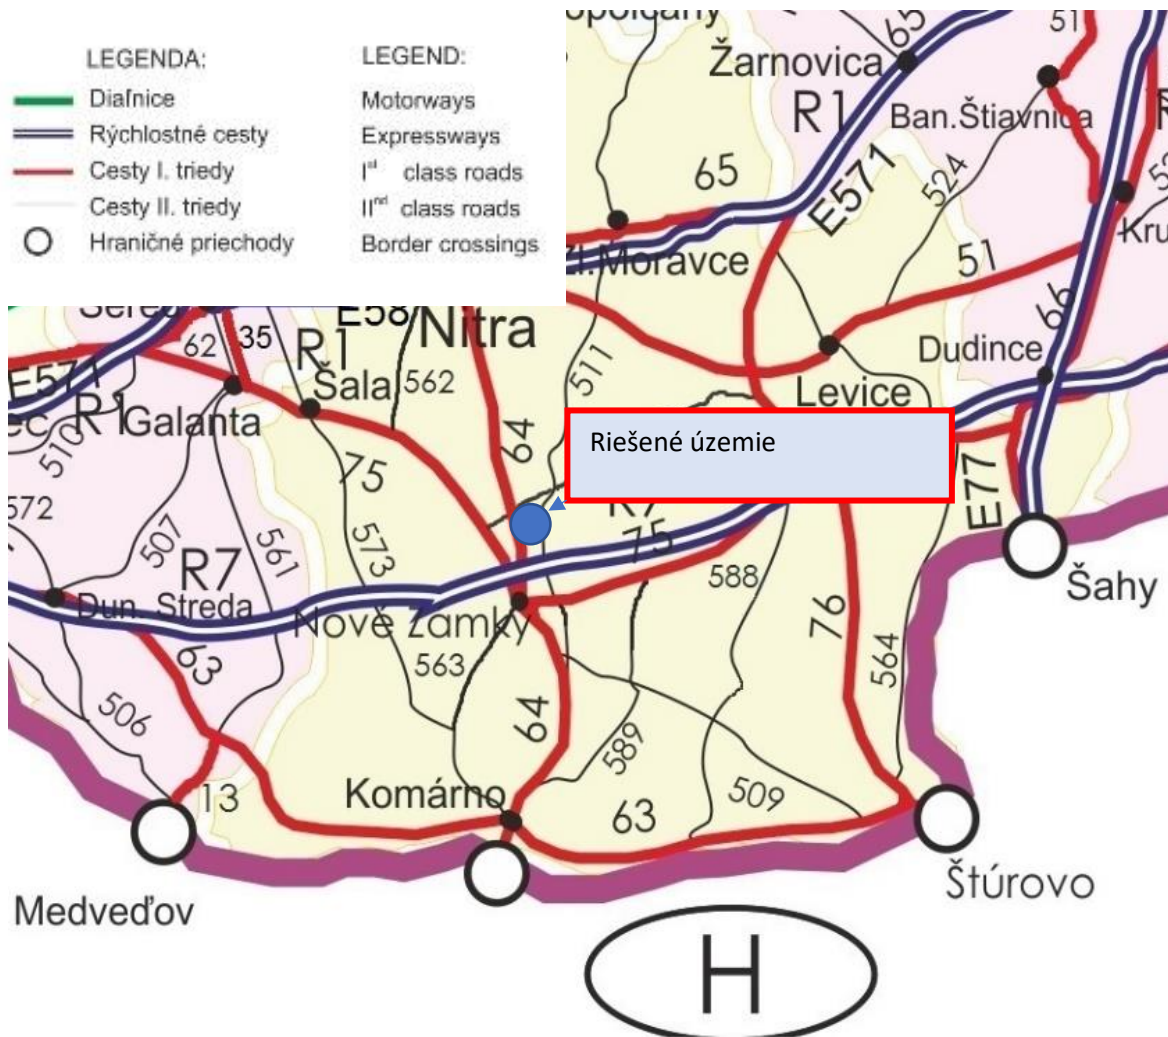 LEGENDA:
LEGEND:
Diaľnice
Motorways
Rýchlostné cesty
Expressways
Cesty I. triedy
Ist class roads
Cesty II. triedy
IInd class roads
Hraničné priechody
Border crossings
65
51
Žarnovica
R1
Ban.Štiavnica
65
E571
524
Zl.Moravce
51
66
E58
Nitra
62
35
R1
Šala
562
511
Dudince
E571
R1
Galanta
Levice
510
64
Riešené územie
75
E77
572
507
561
573
R7
75
588
Šahy
R7
Dun. Streda
Nové Zámky
76
63
563
564
506
64
589
13
Komárno
63
509
Štúrovo
Medveďov
H